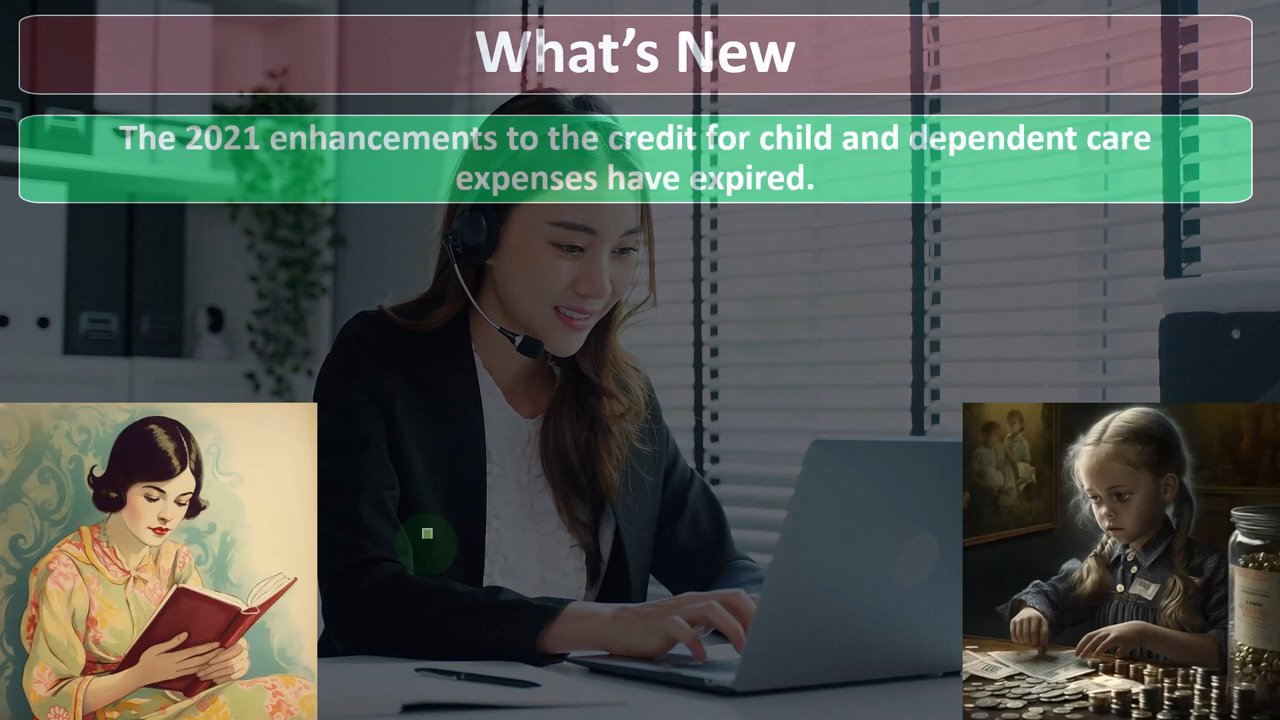 What’s New
The 2021 enhancements to the credit for child and dependent care
expenses have expired.